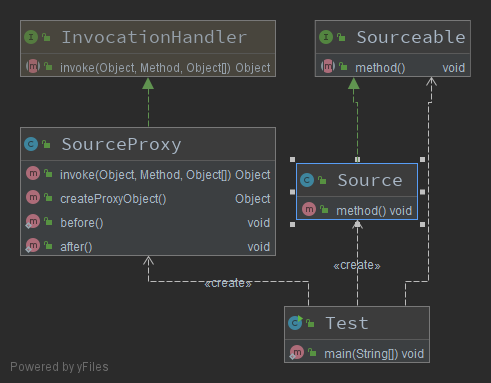 InvocationHandler
invoke(Object, Method, Object[]) Object
Sourceable
method() void
SourceProxy
invoke(Object, Method, Object[]) Object
createProxyObject() Object
before() void
after() void
Source
method() void
«create»
«create»
Test
main(String[]) void
Powered by yFiles